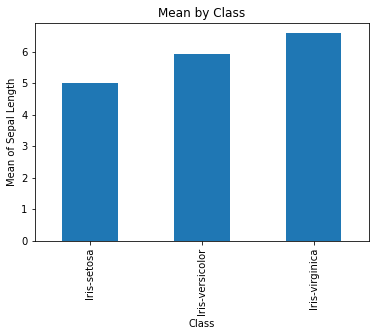 Mean by Class
Mean of Sepal Length
6
5
4
3
2
1
0
Iris-setosa
Iris-versicolor
Iris-virginica
Class